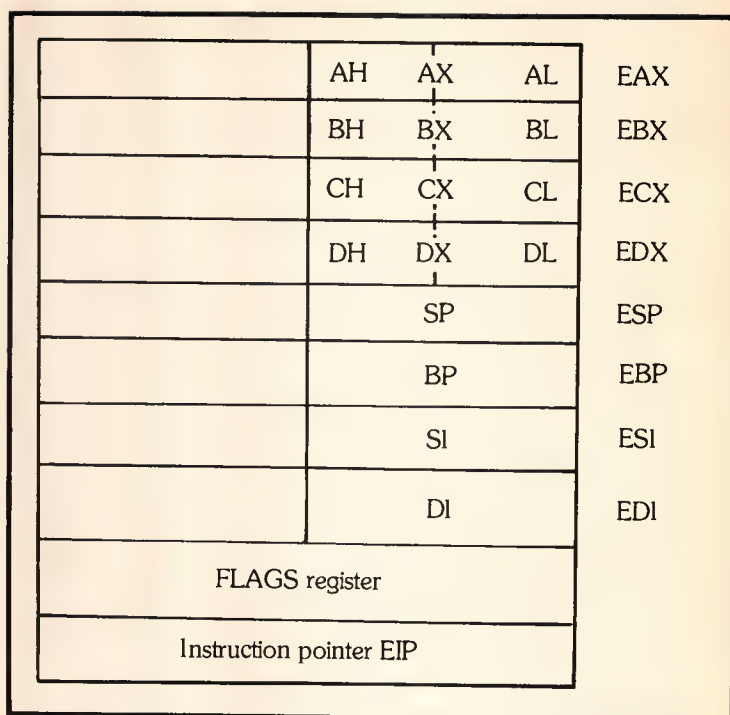 AH AX AL EAX
BH BX BL EBX
CH CX CL ECX
DH DX DL EDX
SP ESP
BP EBP
SI ESI
DI EDI
FLAGS register
Instruction pointer EIP